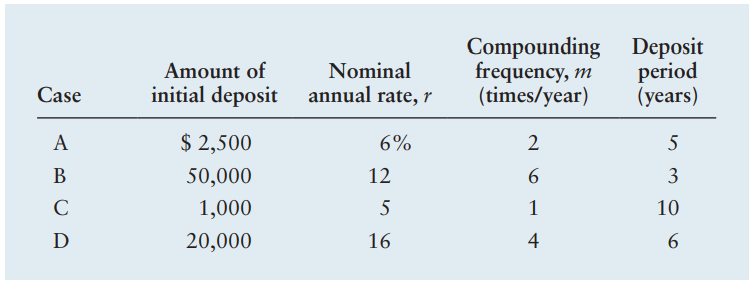 Compounding Deposit
Amount of Nominal frequency, m period
Case initial deposit annual rate, r (times/year) (years)
A $ 2,500 6% 2 5
B 50,000 12 6 3
C 1,000 5 1 10
D 20,000 16 4 6